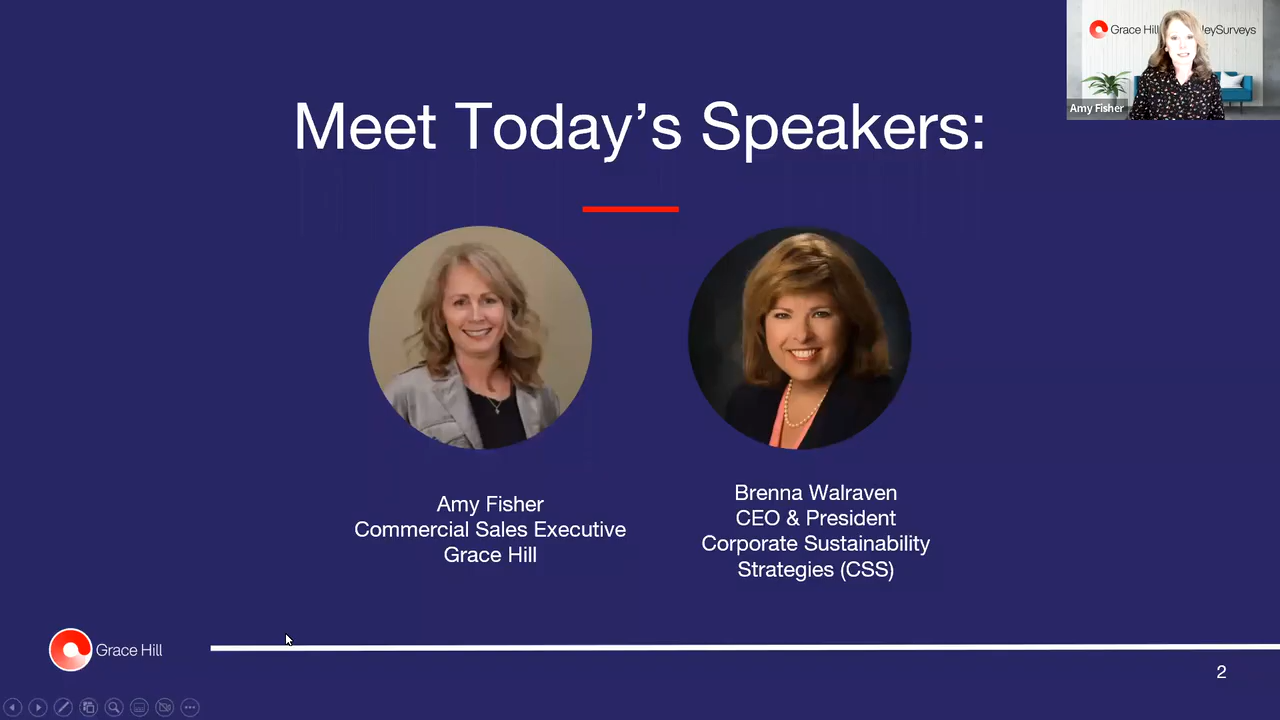 Meet Today's Speakers:
Grace Hill
leySurveys
Amy Fisher
Amy Fisher
Commercial Sales Executive
Grace Hill
Brenna Walraven
CEO & President
Corporate Sustainability
Strategies (CSS)
Grace Hill
2